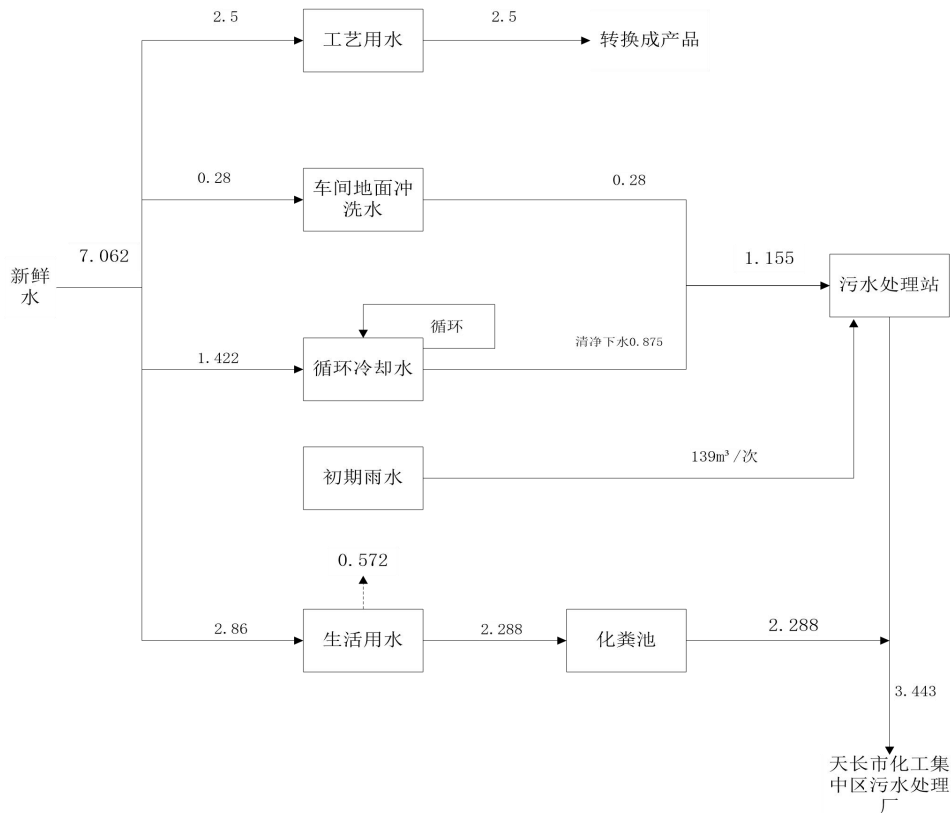 2.5
工艺用水
2.5
转换成产品
0.28
车间地面冲
洗水
0.28
新鲜
水
7.062
1.155
污水处理站
循环
1.422
循环冷却水
清净下水0.875
初期雨水
139m³/次
0.572
2.86
生活用水
2.288
化粪池
2.288
3.443
天长市化工集
中区污水处理
厂